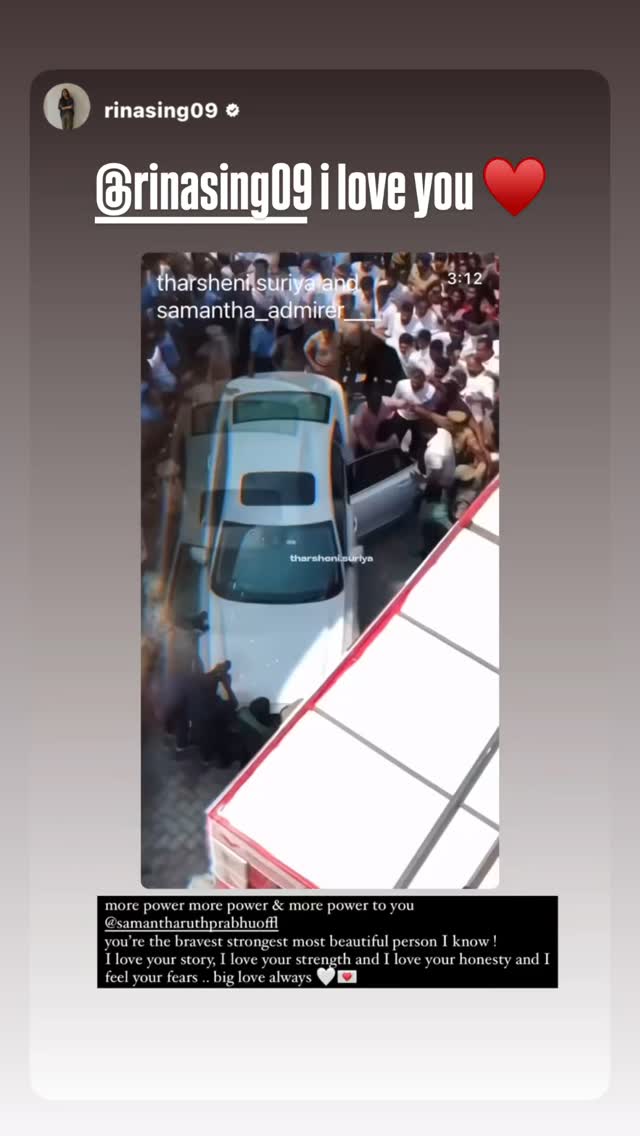 rinasing09
@rinasing09 i love you ❤️
tharsheni.suriya and
samantha_admirer___
3:12
tharsheni.suriya
more power more power & more power to you
@samantharuthprabhuoffl
you’re the bravest strongest most beautiful person I know !
I love your story, I love your strength and I love your honesty and I
feel your fears .. big love always 🤍💌